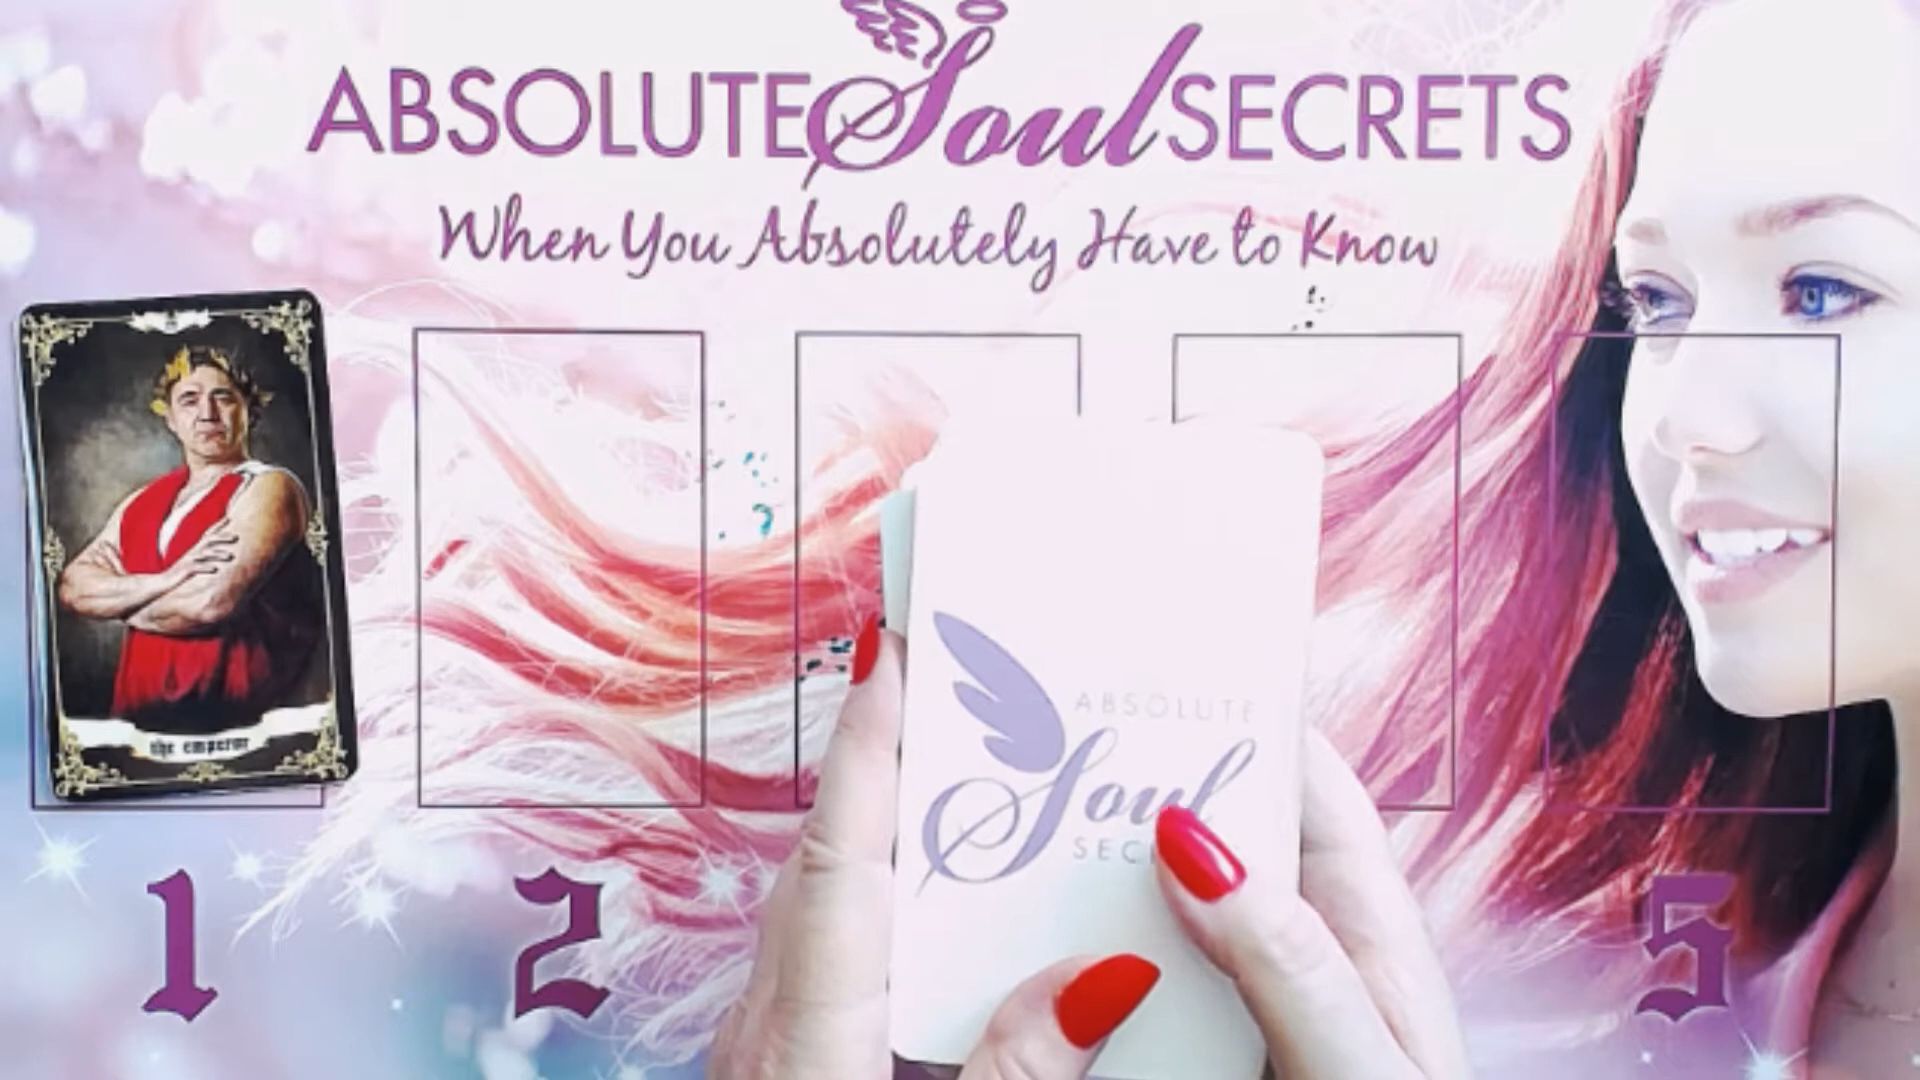 ABSOLUTE Soul SECRETS
When You Absolutely Have to Know
the emperor
ABSOLUTE
Soul
1
2
5